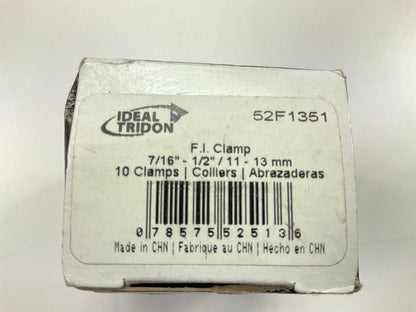 IDEAL
TRIDON
52F1351
F.I. Clamp
7/16" - 1/2" / 11 - 13 mm
10 Clamps | Colliers | Abrazaderas
0 78575 52513 6
Made in CHN | Fabrique au CHN | Hecho en CHN